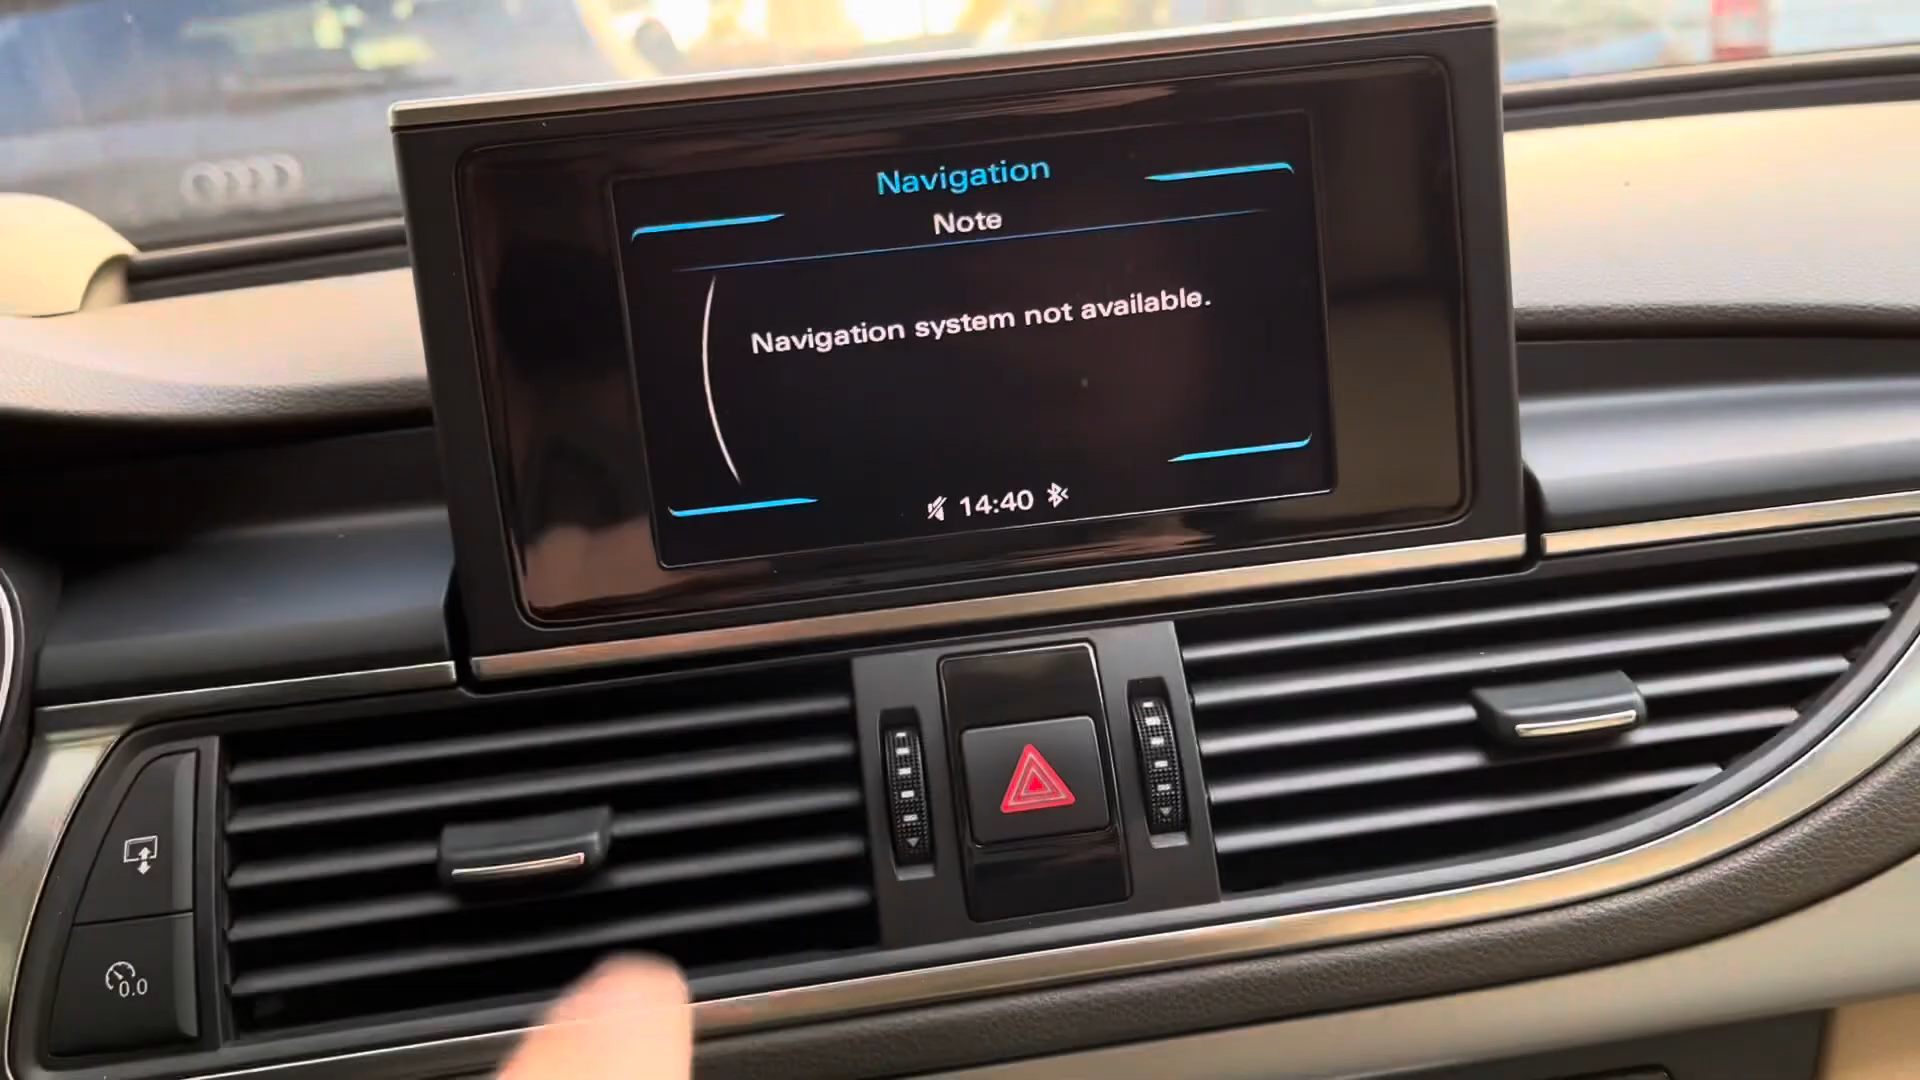 Navigation
Note
Navigation system not available.
14:40
0.0